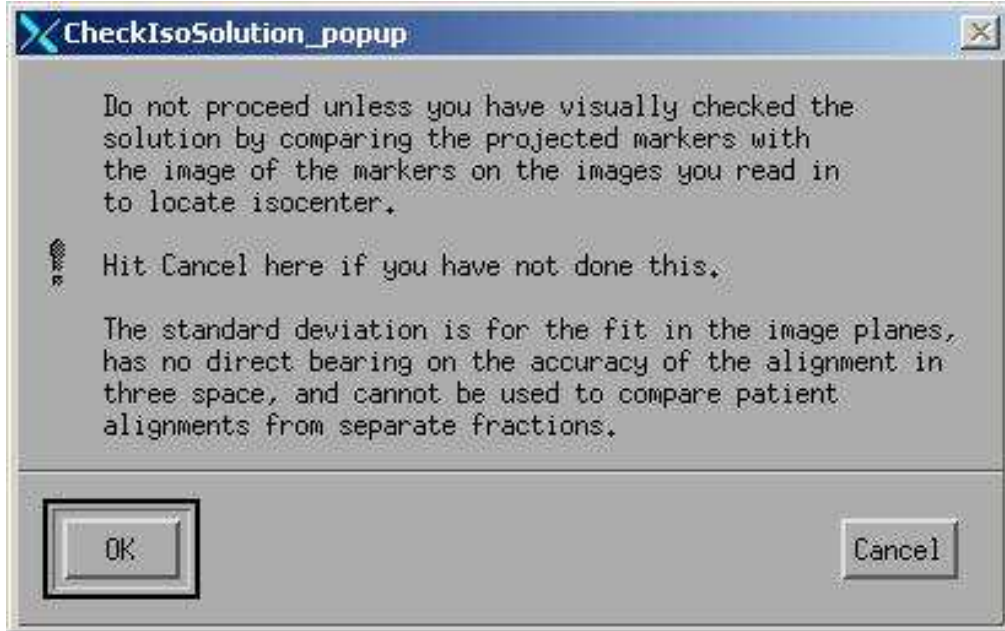 CheckIsoSolution_popup
Do not proceed unless you have visually checked the
solution by comparing the projected markers with
the image of the markers on the images you read in
to locate isocenter.
Hit Cancel here if you have not done this.
The standard deviation is for the fit in the image planes,
has no direct bearing on the accuracy of the alignment in
three space, and cannot be used to compare patient
alignments from separate fractions.
OK
Cancel